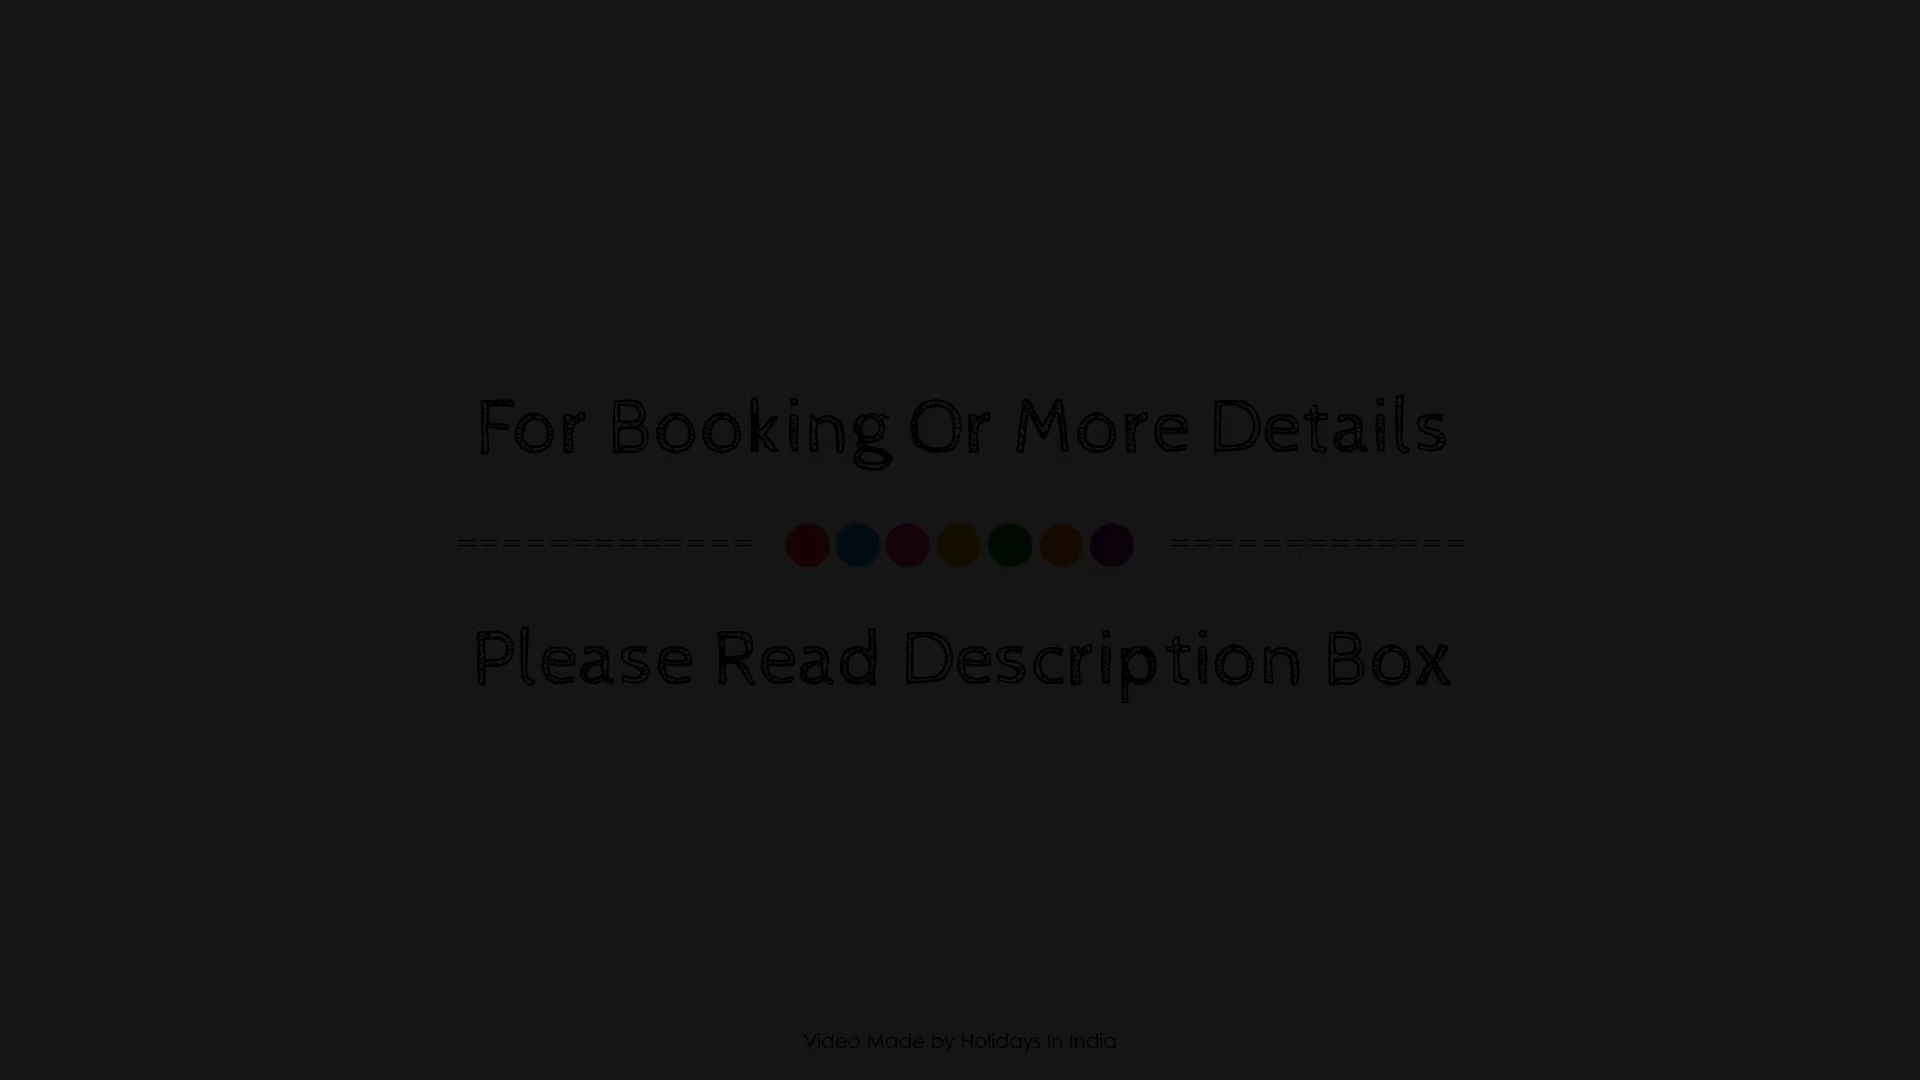 For Booking Or More Details
============= =============
Please Read Description Box
Video Made by Holidays In India